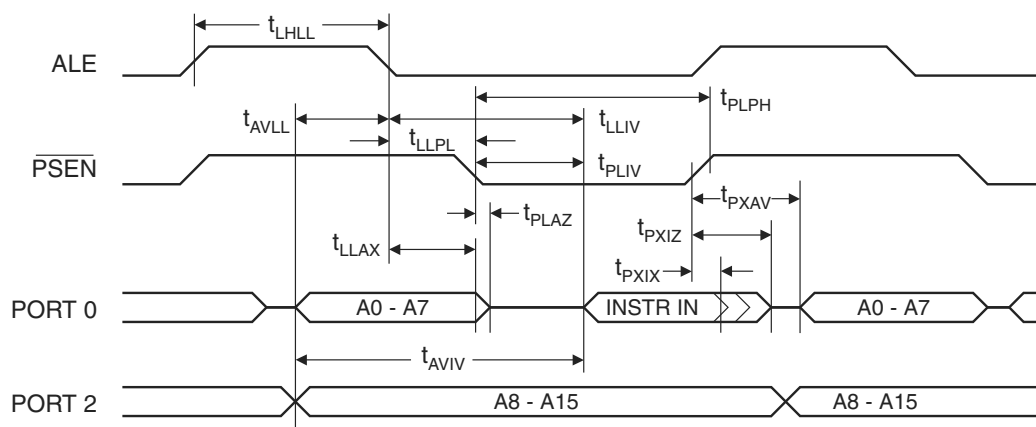 tLHLL
ALE
tPLPH
tAVLL
tLLIV
tLLPL
PSEN
tPLIV
tPXAV
tPLAZ
tLLAX
tPXIZ
tPXIX
PORT 0
A0 - A7
INSTR IN
A0 - A7
tAVIV
PORT 2
A8 - A15
A8 - A15